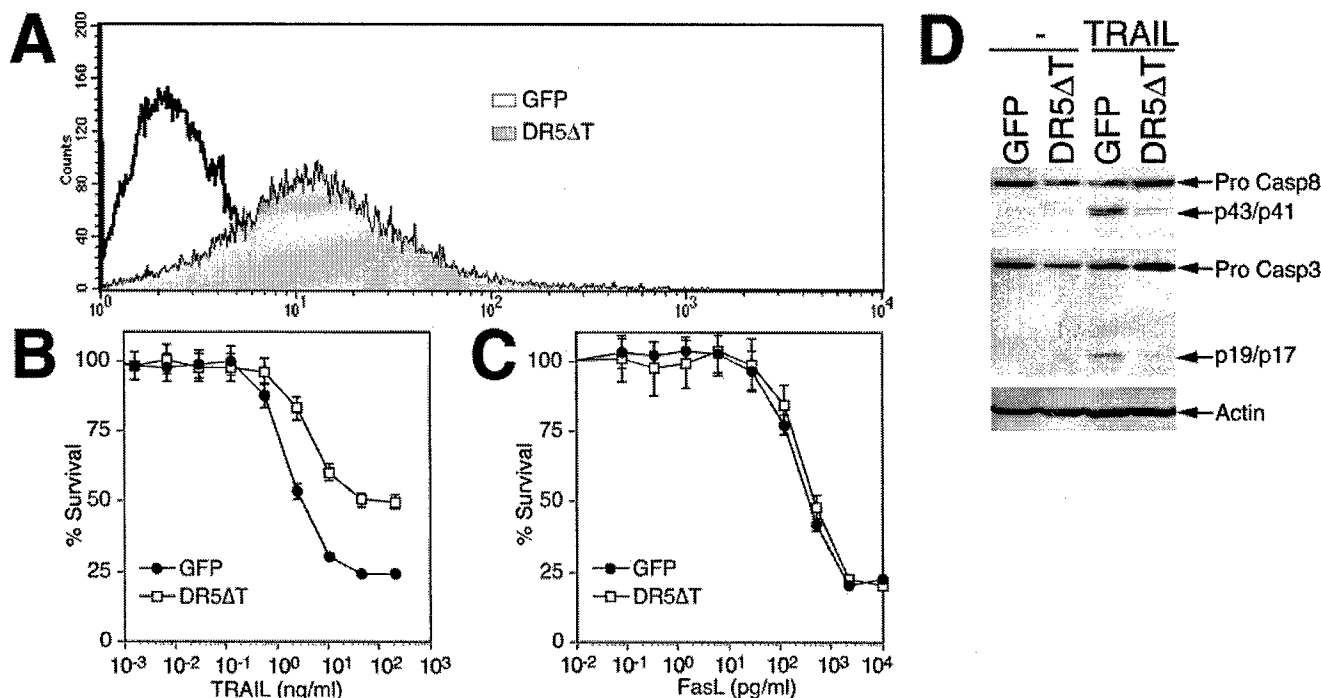 A
200
160
120
80
40
0
Counts
GFP
DR5ΔT
10⁰
10¹
10²
10³
10⁴
B
100
75
50
25
0
% Survival
GFP
DR5ΔT
10⁻³
10⁻²
10⁻¹
10⁰
10¹
10²
10³
TRAIL (ng/ml)
C
100
75
50
25
0
% Survival
GFP
DR5ΔT
10⁻²
10⁻¹
10⁰
10¹
10²
10³
10⁴
FasL (pg/ml)
D
- TRAIL
GFP DR5ΔT GFP DR5ΔT
Pro Casp8
p43/p41
Pro Casp3
p19/p17
Actin